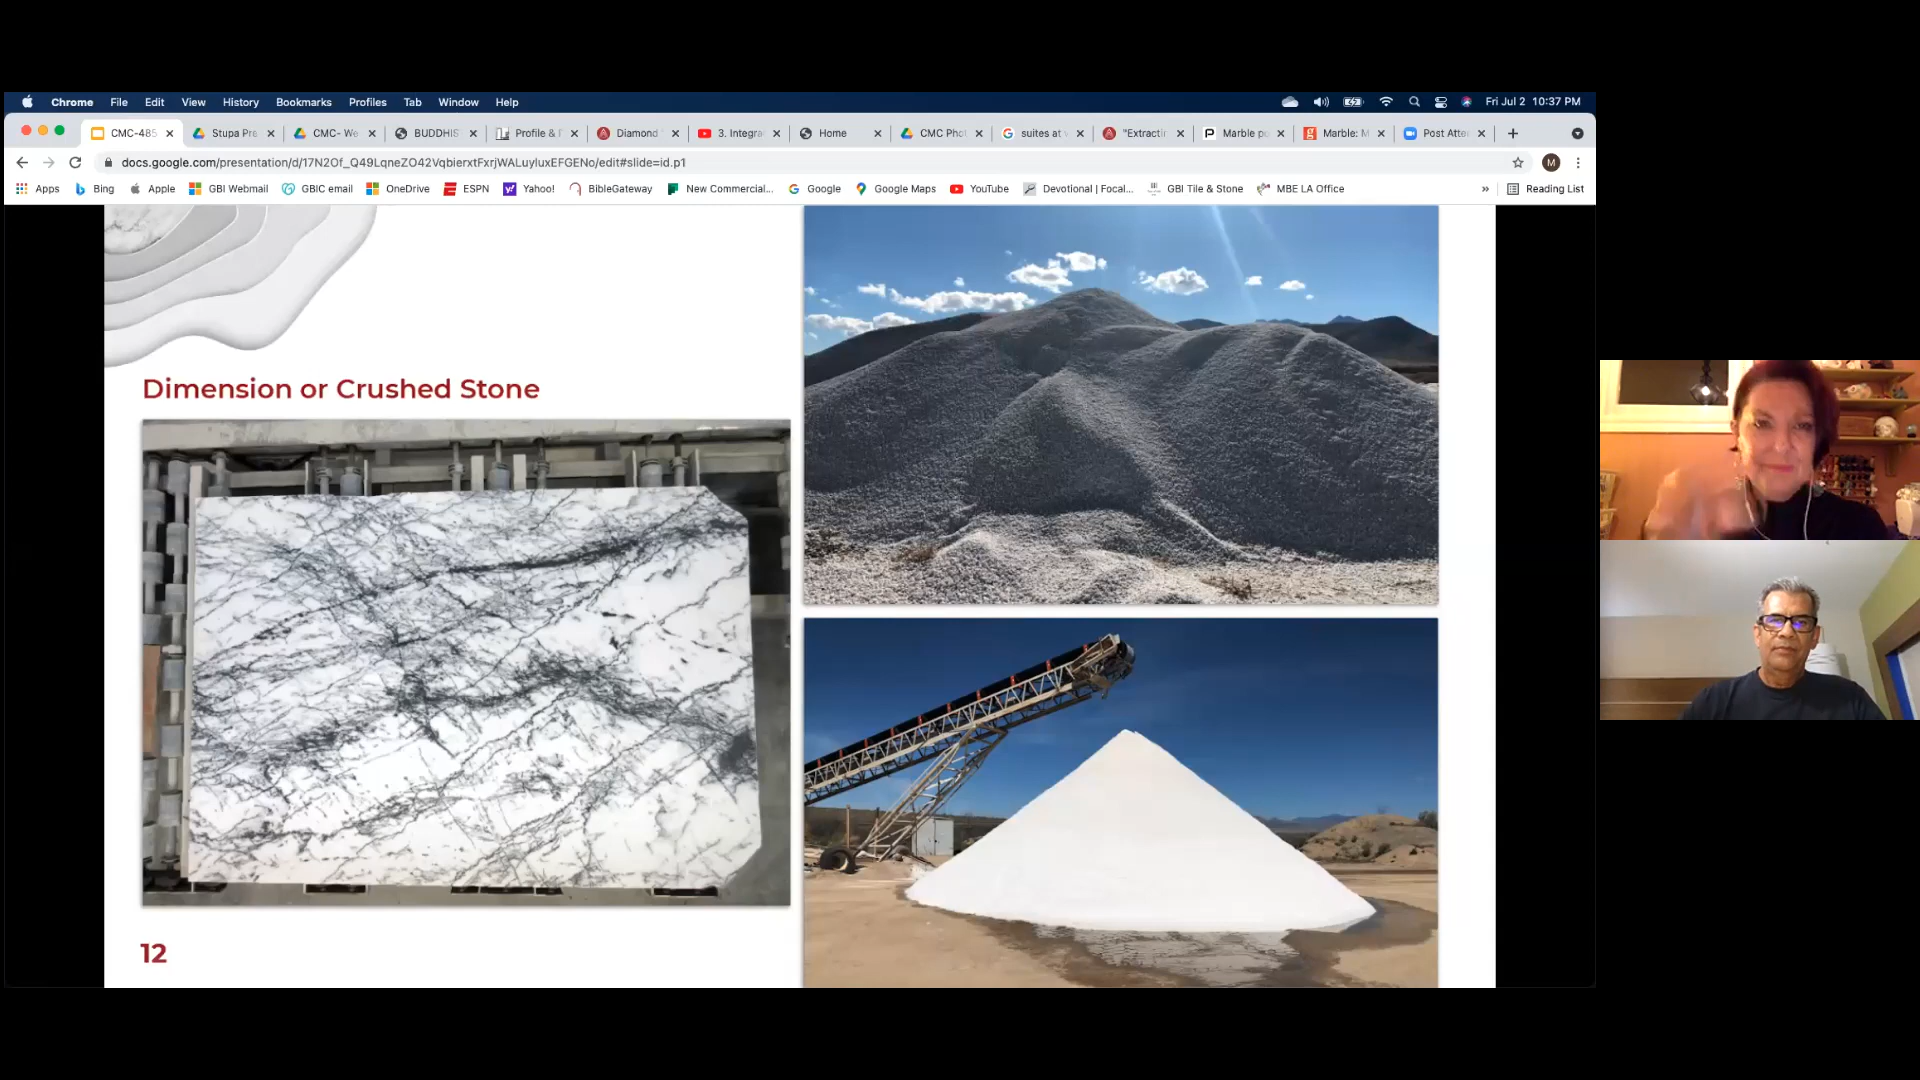 Chrome File Edit View History Bookmarks Profiles Tab Window Help Fri Jul 2 10:37 PM
CMC-485 Stupa Pre CMC- We BUDDHIS Profile & Diamond 3. Integra Home CMC Phot suites at "Extractin Marble po Marble: M Post Atte
docs.google.com/presentation/d/17N2Of_Q49LqneZO42VqbierxtFxrjWALuyluxEFGENo/edit#slide=id.p1 M
Apps Bing Apple GBI Webmail GBIC email OneDrive ESPN Yahoo! BibleGateway New Commercial... Google Google Maps YouTube Devotional | Focal... GBI Tile & Stone MBE LA Office » Reading List
Dimension or Crushed Stone
12